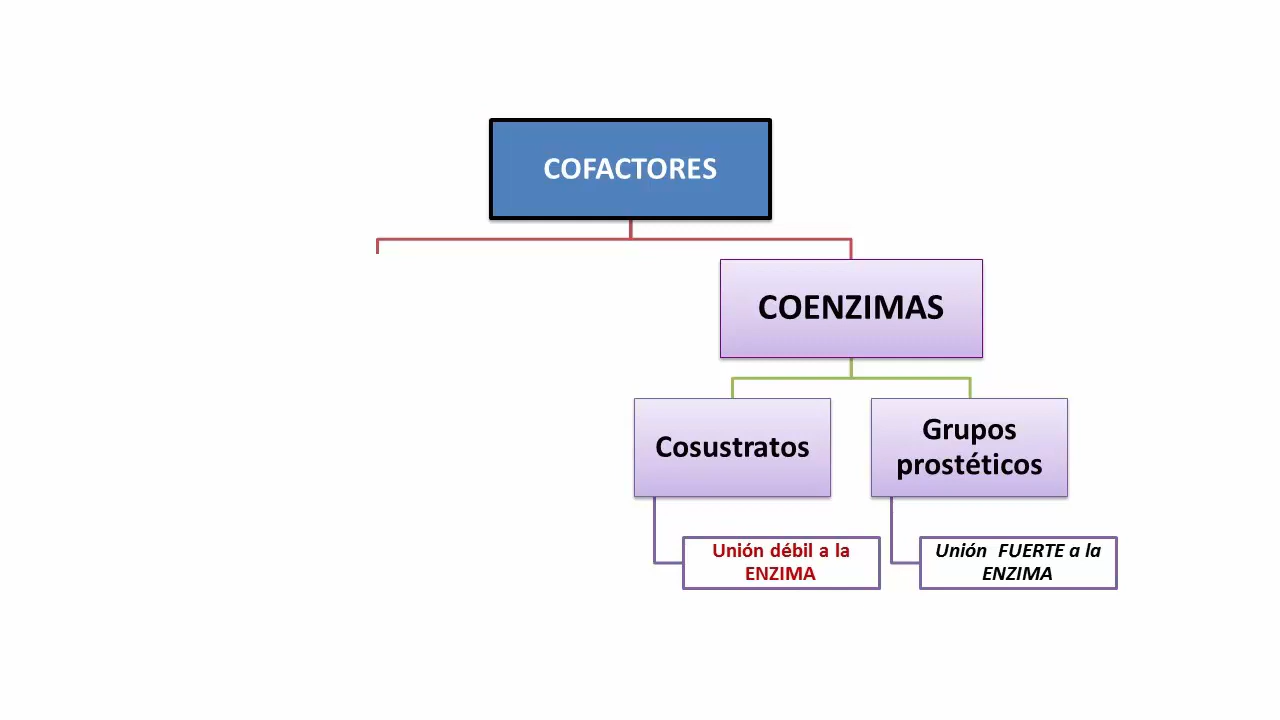 COFACTORES
COENZIMAS
Cosustratos
Grupos
prostéticos
Unión débil a la
ENZIMA
Unión FUERTE a la
ENZIMA